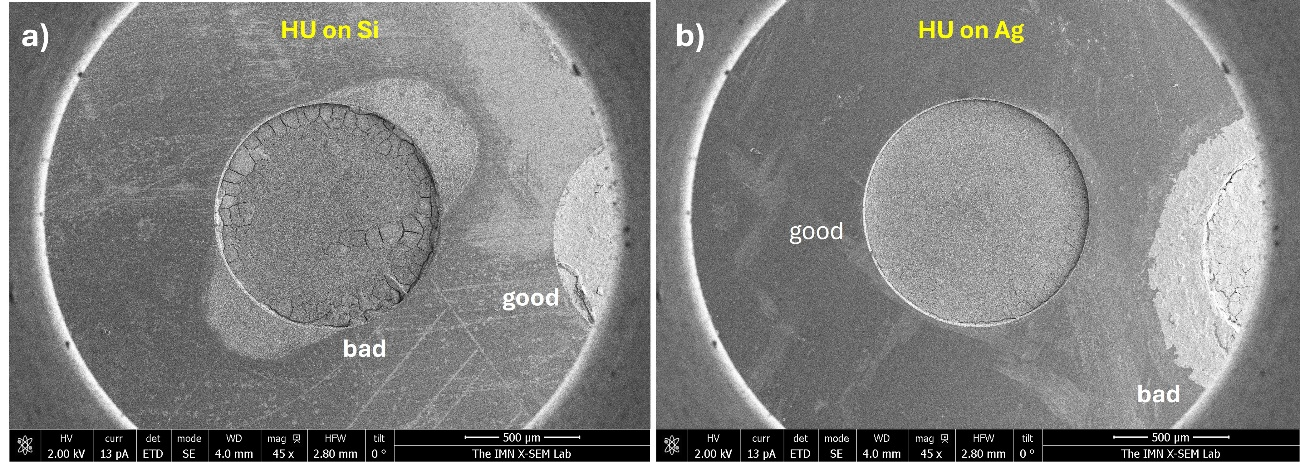 a)
HU on Si
good
bad
HV curr det mode WD mag HFW tilt
2.00 kV 13 pA ETD SE 4.0 mm 45 x 2.80 mm 0 °
500 µm
The IMN X-SEM Lab
b)
HU on Ag
good
bad
HV curr det mode WD mag HFW tilt
2.00 kV 13 pA ETD SE 4.0 mm 45 x 2.80 mm 0 °
500 µm
The IMN X-SEM Lab